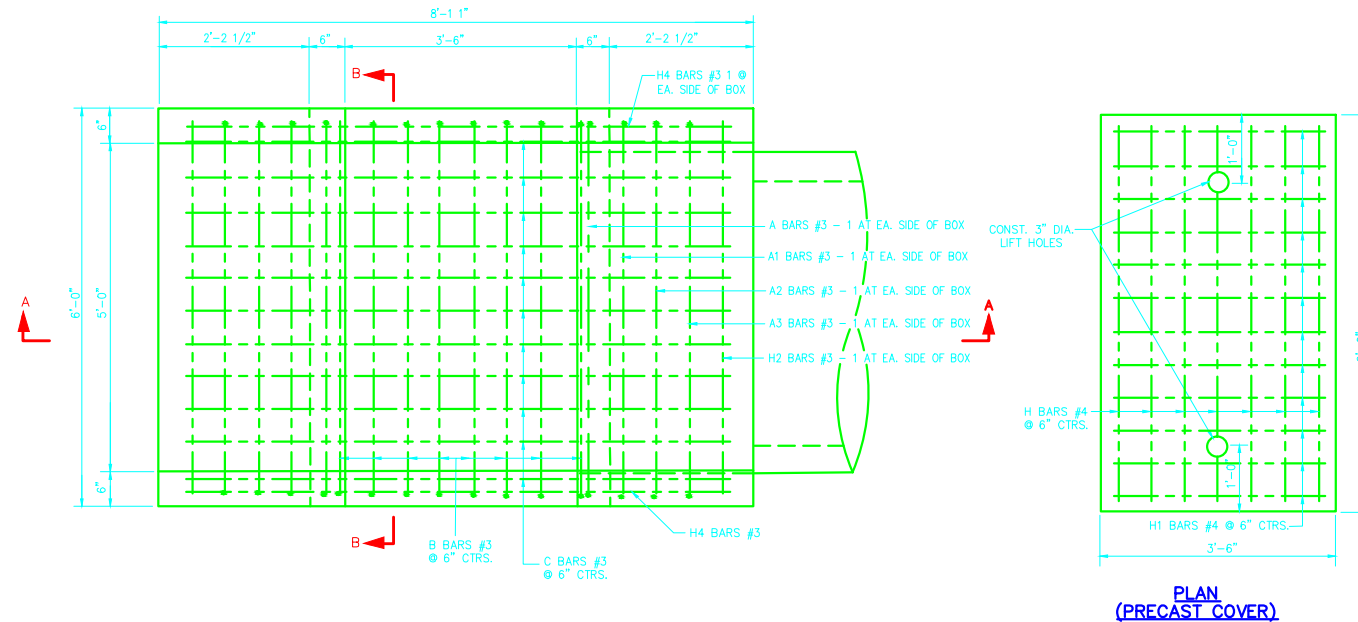 8'-11"
2'-2 1/2"
6"
3'-6"
6"
2'-2 1/2"
B
H4 BARS #3 1 @
EA. SIDE OF BOX
6"
6'-0"
5'-0"
6"
A
A BARS #3 - 1 AT EA. SIDE OF BOX
A1 BARS #3 - 1 AT EA. SIDE OF BOX
A2 BARS #3 - 1 AT EA. SIDE OF BOX
A3 BARS #3 - 1 AT EA. SIDE OF BOX
H2 BARS #3 - 1 AT EA. SIDE OF BOX
A
B
B BARS #3
@ 6" CTRS.
C BARS #3
@ 6" CTRS.
H4 BARS #3
1'-0"
CONST. 3" DIA.
LIFT HOLES
H BARS #4
@ 6" CTRS.
1'-0"
H1 BARS #4 @ 6" CTRS.
3'-6"
PLAN
(PRECAST COVER)